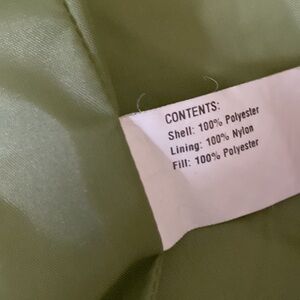 CONTENTS:
Shell: 100% Polyester
Lining: 100% Nylon
Fill: 100% Polyester